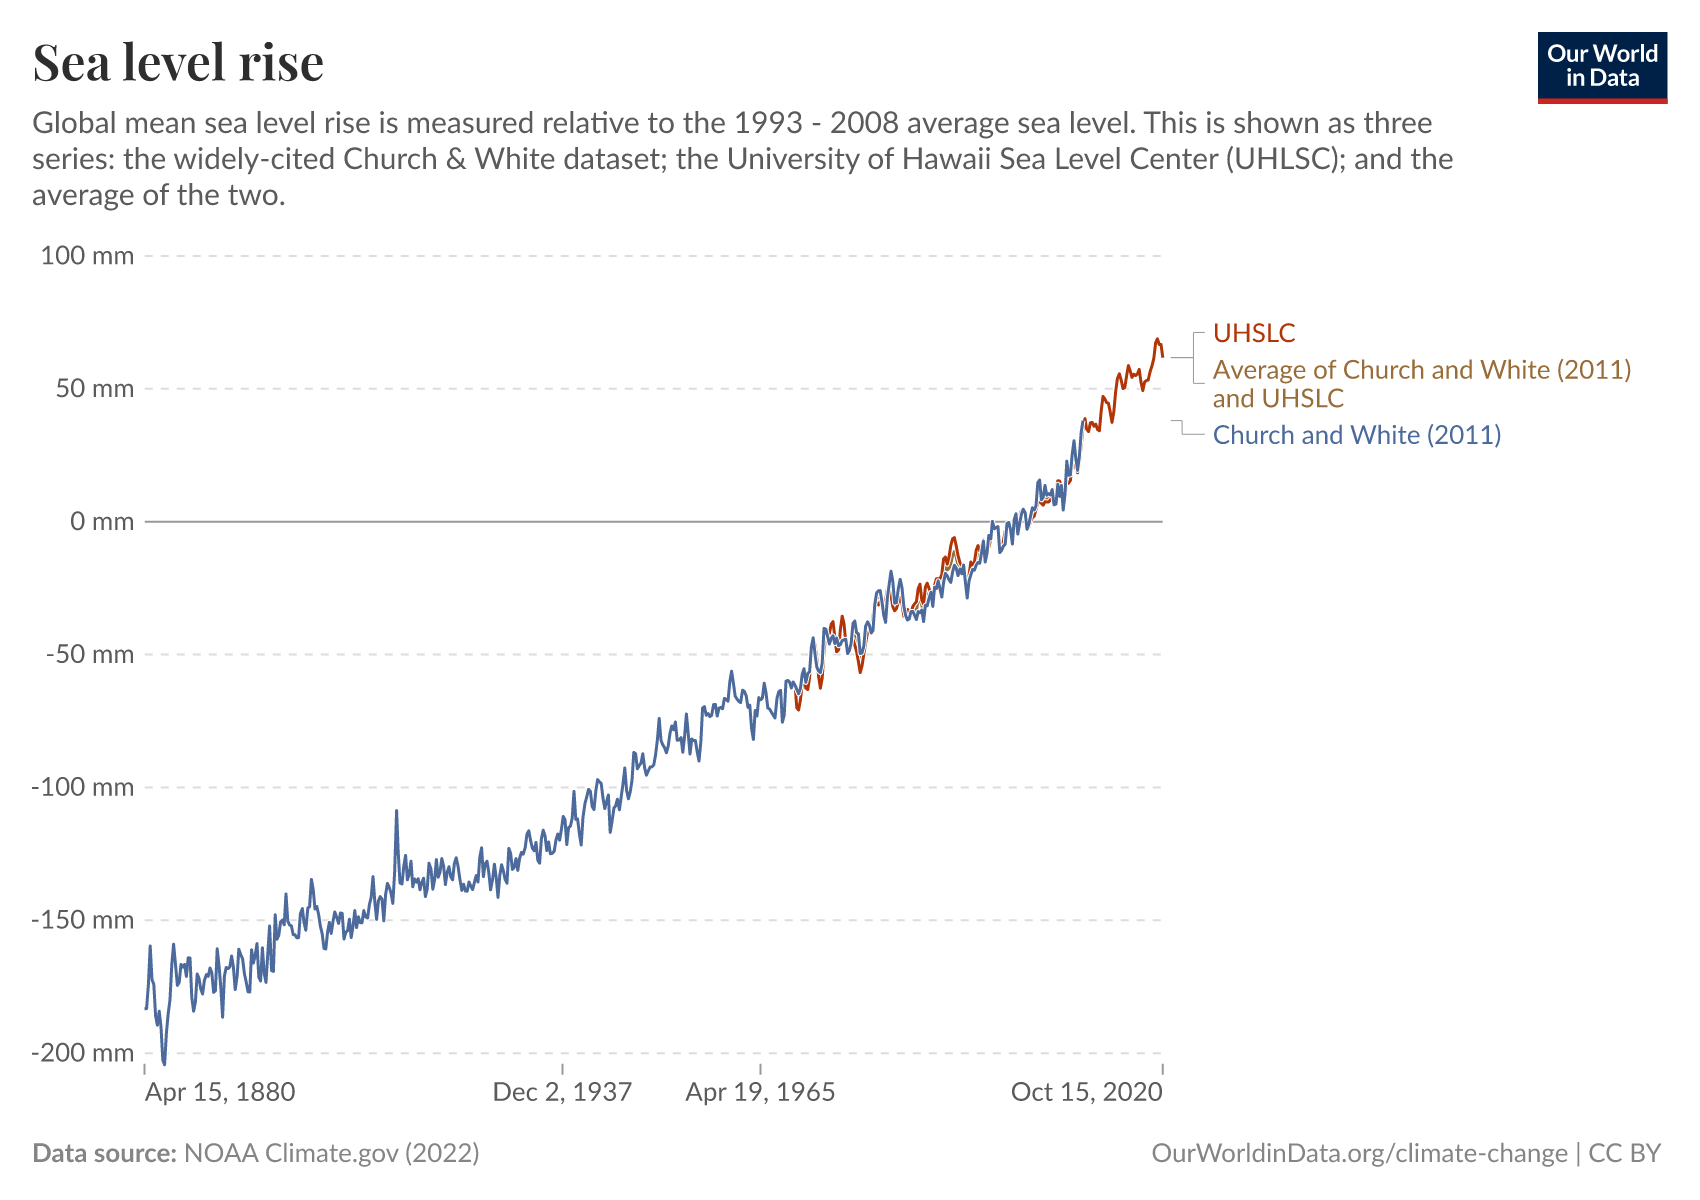 Sea level rise
Our World
in Data
Global mean sea level rise is measured relative to the 1993 - 2008 average sea level. This is shown as three
series: the widely-cited Church & White dataset; the University of Hawaii Sea Level Center (UHLSC); and the
average of the two.
100 mm
50 mm
0 mm
-50 mm
-100 mm
-150 mm
-200 mm
UHSLC
Average of Church and White (2011)
and UHSLC
Church and White (2011)
Apr 15, 1880
Dec 2, 1937
Apr 19, 1965
Oct 15, 2020
Data source: NOAA Climate.gov (2022)
OurWorldinData.org/climate-change | CC BY